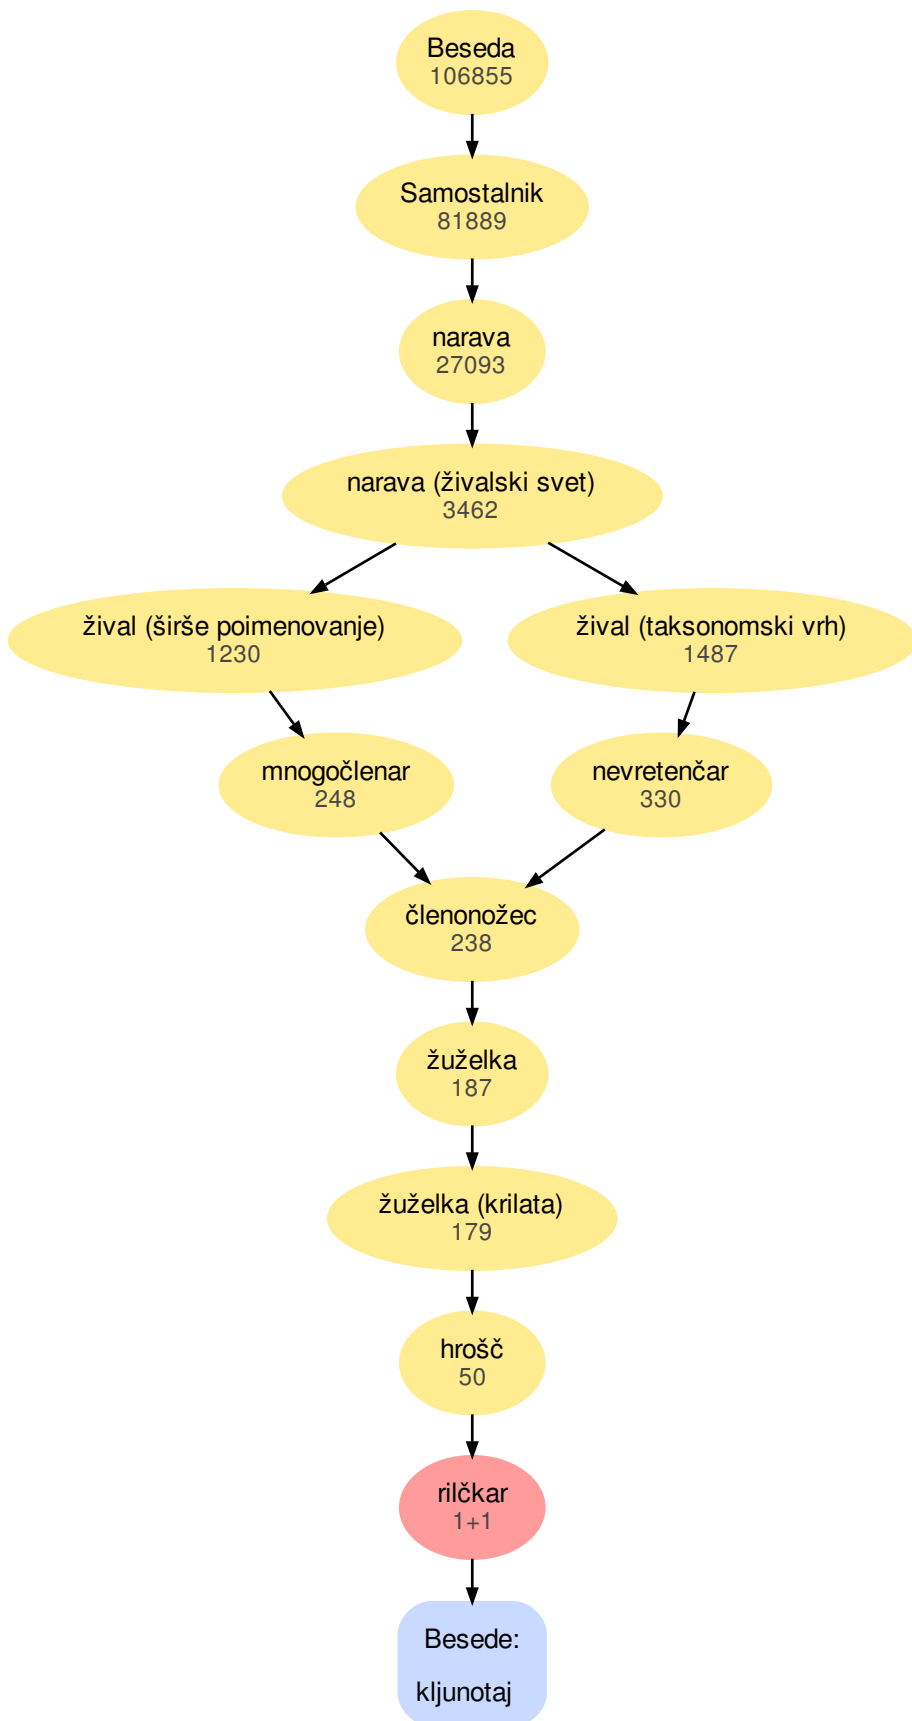 Beseda
106855
Samostalnik
81889
narava
27093
narava (živalski svet)
3462
žival (širše poimenovanje)
1230
žival (taksonomski vrh)
1487
mnogočlenar
248
nevretenčar
330
členonožec
238
žuželka
187
žuželka (krilata)
179
hrošč
50
rilčkar
1+1
Besede:
kljunotaj